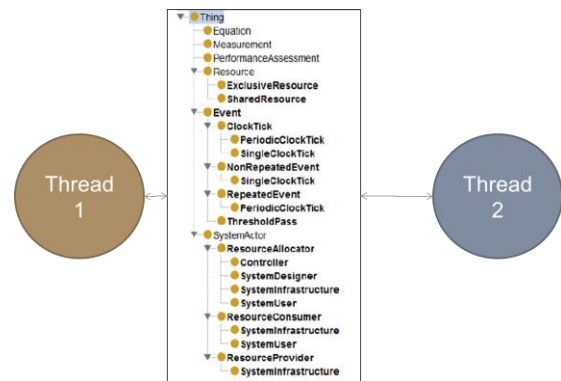 Thing
Equation
Measurement
PerformanceAssessment
Resource
ExclusiveResource
SharedResource
Event
ClockTick
PeriodicClockTick
SingleClockTick
NonRepeatedEvent
SingleClockTick
RepeatedEvent
PeriodicClockTick
ThresholdPass
SystemActor
ResourceAllocator
Controller
SystemDesigner
SystemInfrastructure
SystemUser
ResourceConsumer
SystemInfrastructure
SystemUser
ResourceProvider
SystemInfrastructure
Thread
1
Thread
2